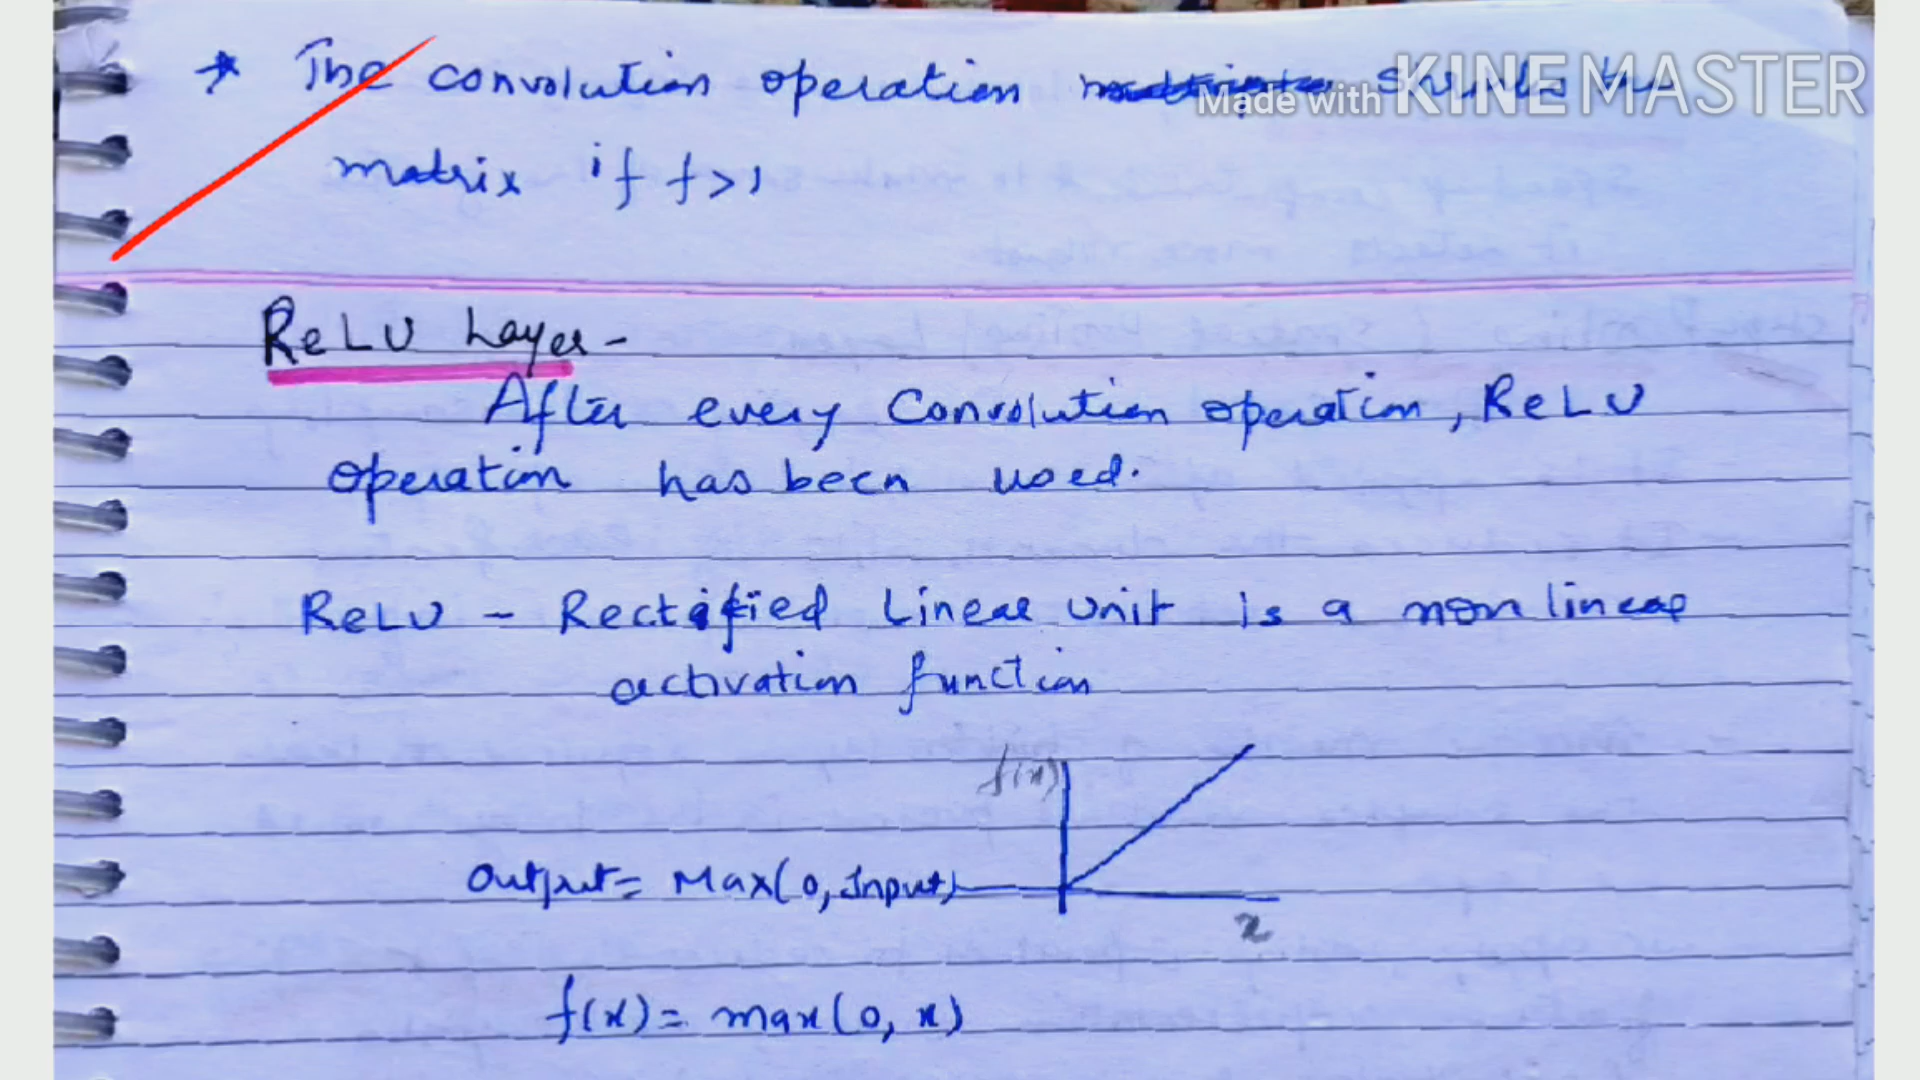 * The convolution operation shrinks the
Made with KINEMASTER
matrix if f>1
ReLU Layer-
After every Convolution operation, ReLU
operation has been used.
ReLU - Rectified Linear Unit is a non linear
activation function
f(x)
Output = Max(0, Input)
x
f(x) = max(0, x)